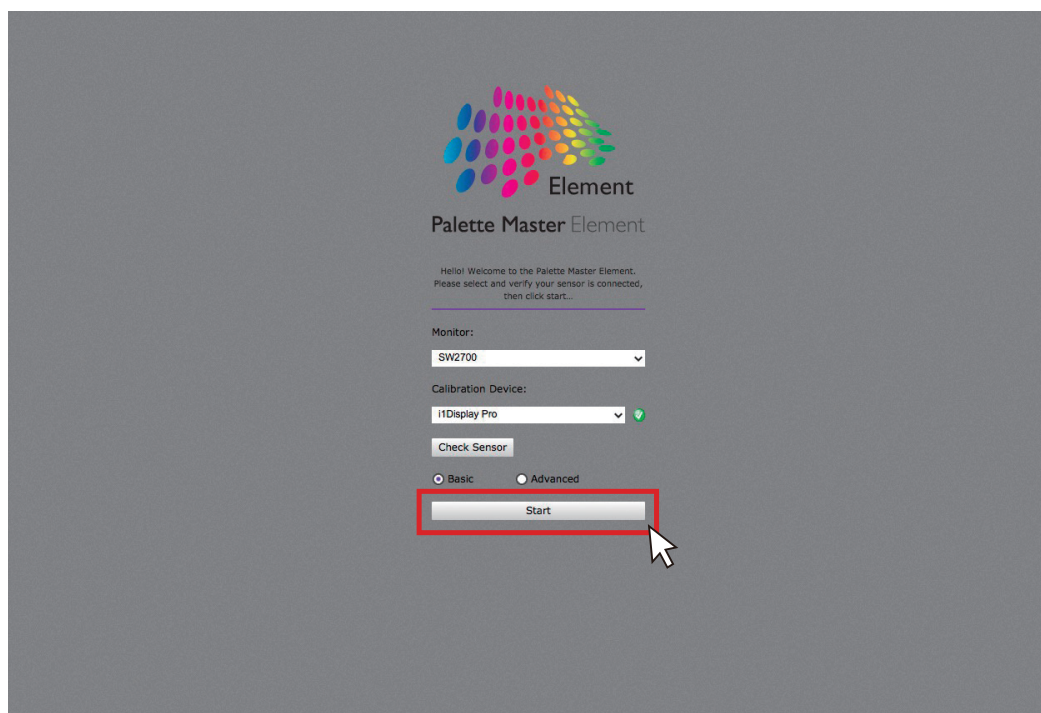 Element
Palette Master Element
Hello! Welcome to the Palette Master Element.
Please select and verify your sensor is connected,
then click start...
Monitor:
SW2700
Calibration Device:
i1Display Pro
Check Sensor
Basic Advanced
Start